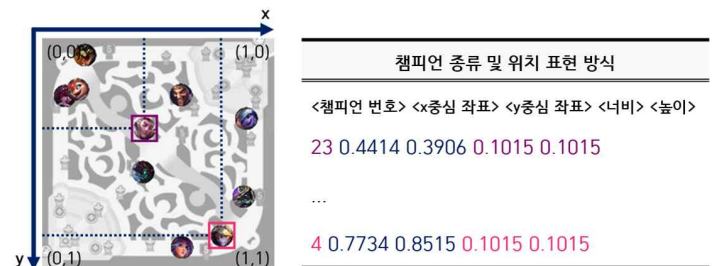 x
(0,0)
(1,0)
y
(0,1)
(1,1)
챔피언 종류 및 위치 표현 방식
<챔피언 번호> <x중심 좌표> <y중심 좌표> <너비> <높이>
23 0.4414 0.3906 0.1015 0.1015
...
4 0.7734 0.8515 0.1015 0.1015